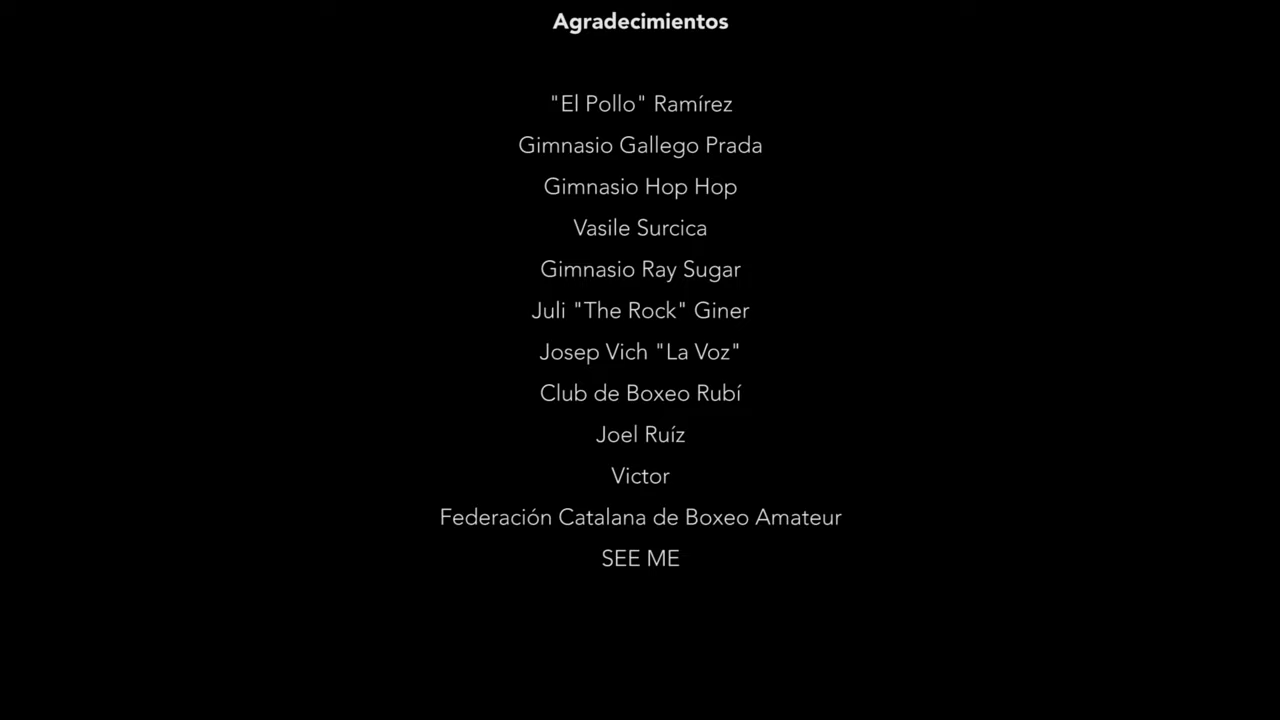 Agradecimientos
"El Pollo" Ramírez
Gimnasio Gallego Prada
Gimnasio Hop Hop
Vasile Surcica
Gimnasio Ray Sugar
Juli "The Rock" Giner
Josep Vich "La Voz"
Club de Boxeo Rubí
Joel Ruíz
Victor
Federación Catalana de Boxeo Amateur
SEE ME